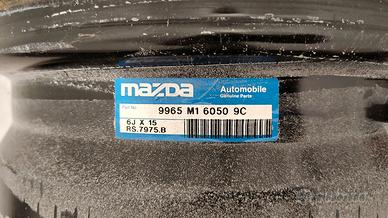 mazda
Automobile
Genuine Parts
Part No.
9965 M1 6050 9C
6J X 15
RS.7975.B